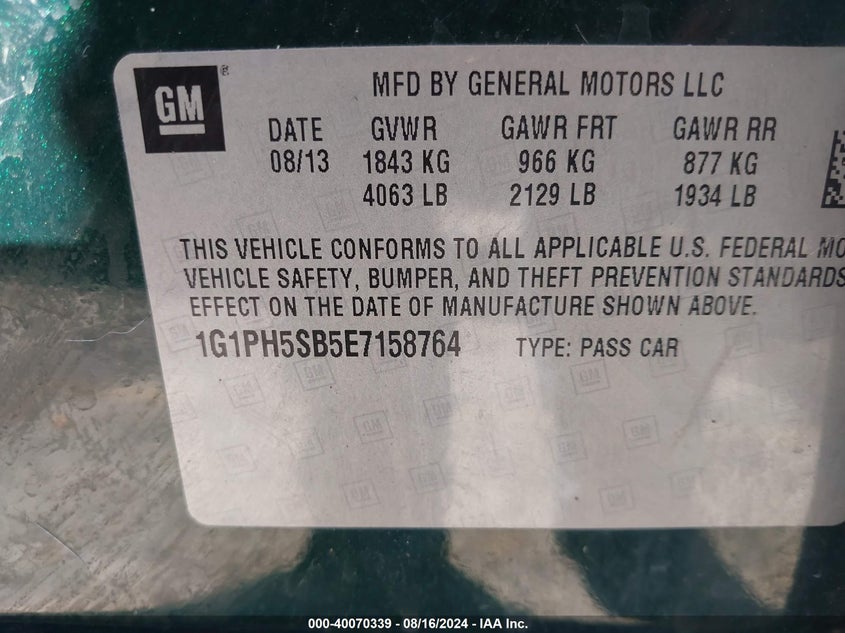 GM
MFD BY GENERAL MOTORS LLC
DATE GVWR GAWR FRT GAWR RR
08/13 1843 KG 966 KG 877 KG
4063 LB 2129 LB 1934 LB
THIS VEHICLE CONFORMS TO ALL APPLICABLE U.S. FEDERAL MO
VEHICLE SAFETY, BUMPER, AND THEFT PREVENTION STANDARDS
EFFECT ON THE DATE OF MANUFACTURE SHOWN ABOVE.
1G1PH5SB5E7158764 TYPE: PASS CAR
000-40070339 - 08/16/2024 - IAA Inc.